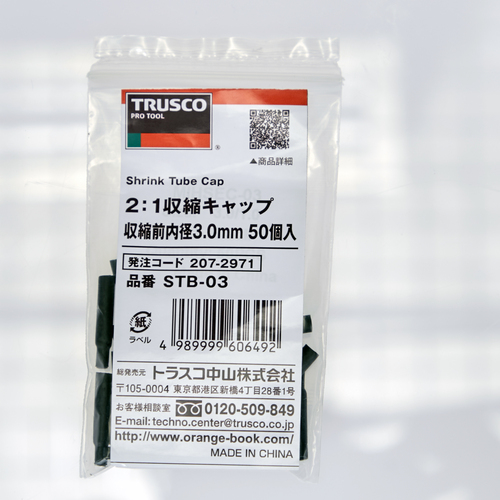 TRUSCO
PRO TOOL
®
▲商品詳細
Shrink Tube Cap
2:1収縮キャップ
収縮前内径3.0mm 50個入
発注コード 207-2971
品番 STB-03
紙
ラベル
4 989999 606492
総発売元 トラスコ中山株式会社
〒105-0004 東京都港区新橋4丁目28番1号
お客様相談室 0120-509-849
E-mail:techno.center@trusco.co.jp
http://www.orange-book.com/
MADE IN CHINA